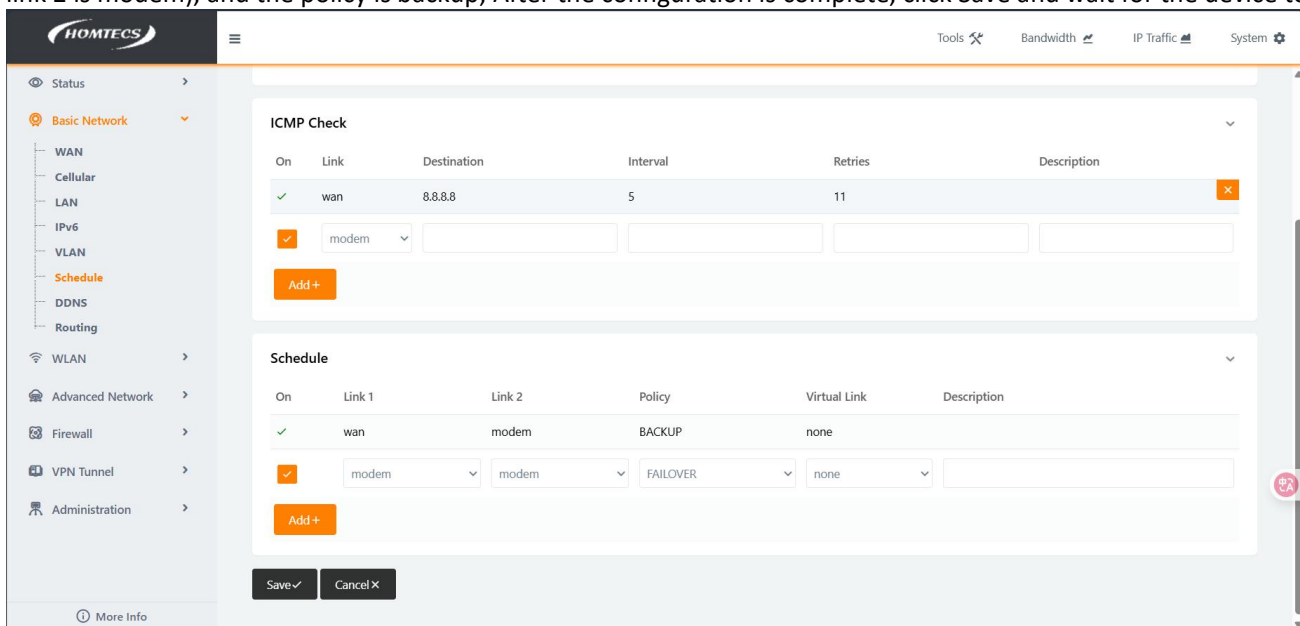 link 2 is modem), and the policy is backup, After the configuration is complete, click Save and wait for the device to
HOMTECS
Tools Bandwidth IP Traffic System
Status
Basic Network
WAN
Cellular
LAN
IPv6
VLAN
Schedule
DDNS
Routing
WLAN
Advanced Network
Firewall
VPN Tunnel
Administration
More Info
ICMP Check
On Link Destination Interval Retries Description
wan 8.8.8.8 5 11
modem
Add+
Schedule
On Link 1 Link 2 Policy Virtual Link Description
wan modem BACKUP none
modem modem FAILOVER none
Add+
Save Cancel
中A